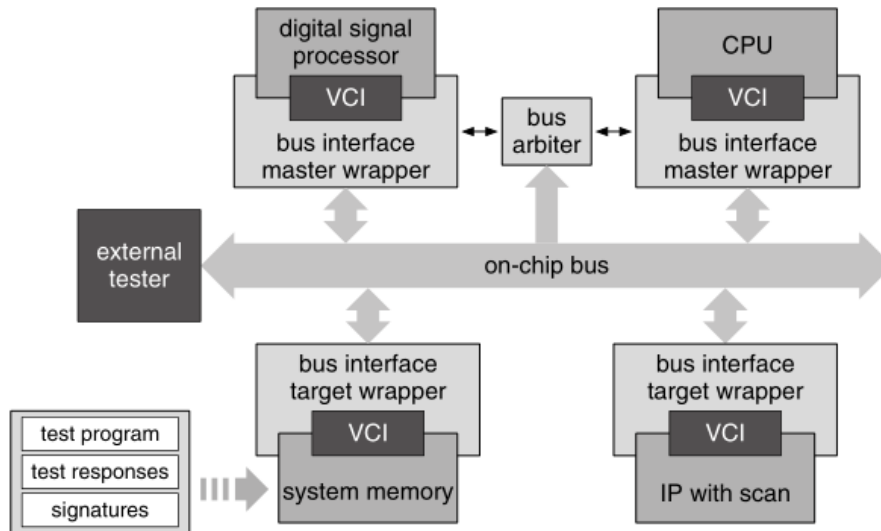 digital signal
processor
VCI
bus interface
master wrapper
bus
arbiter
CPU
VCI
bus interface
master wrapper
external
tester
on-chip bus
bus interface
target wrapper
VCI
system memory
bus interface
target wrapper
VCI
IP with scan
test program
test responses
signatures